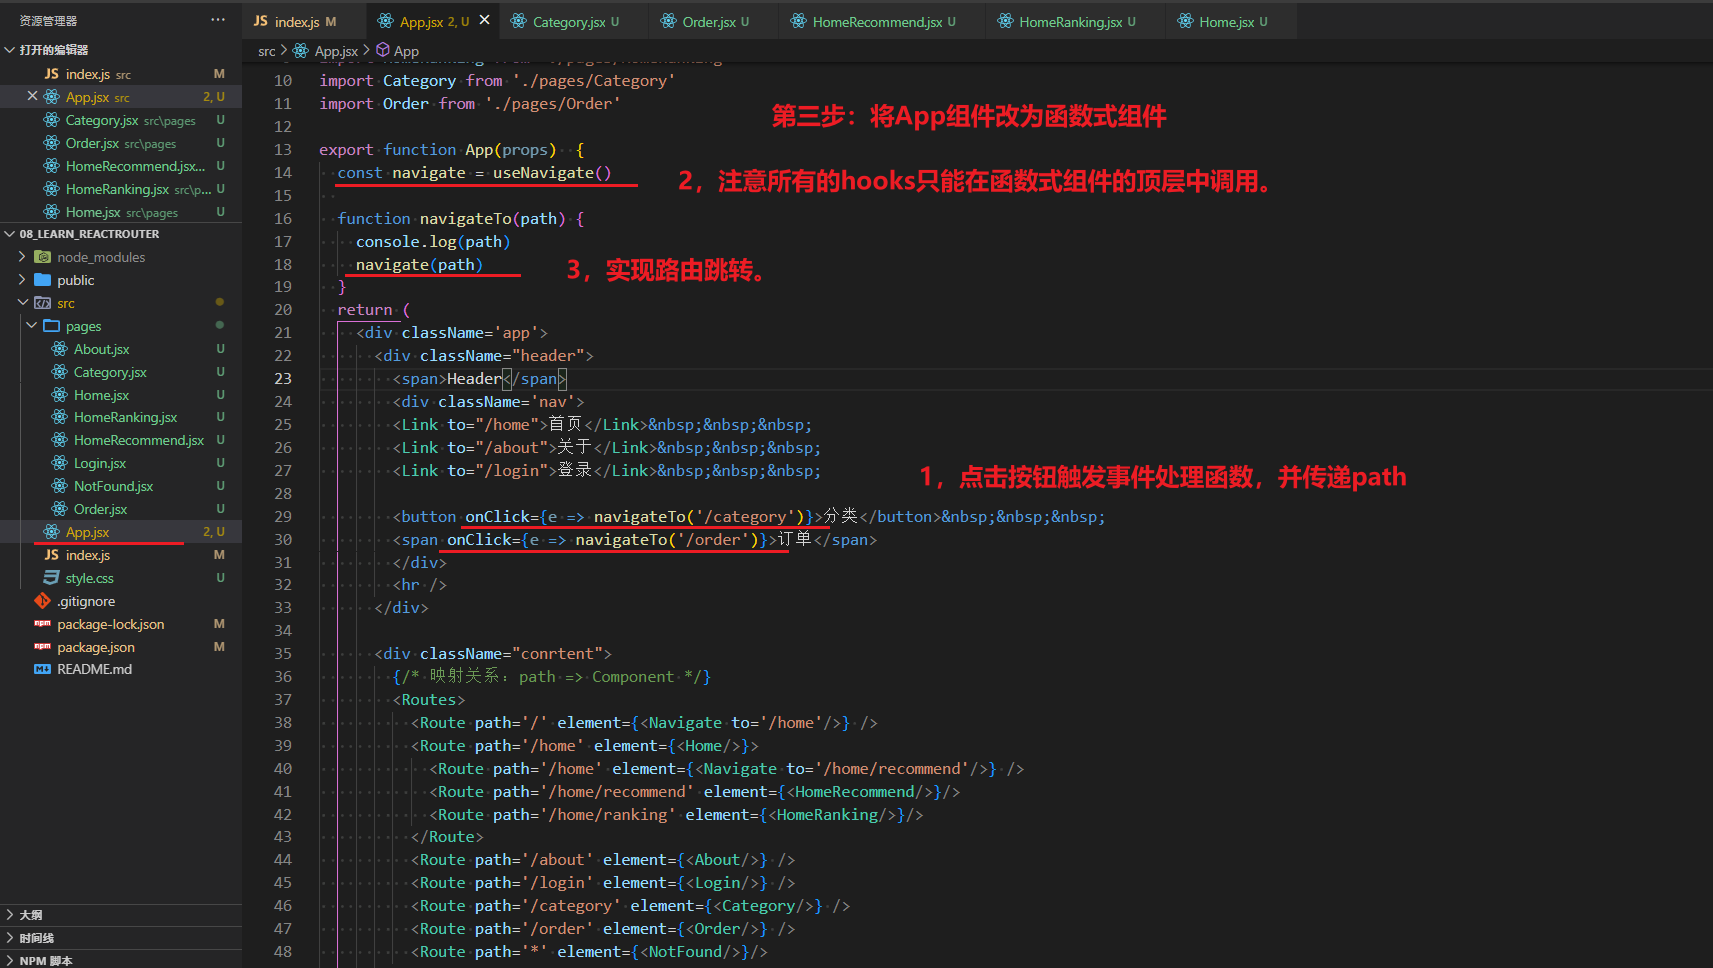 资源管理器 ···
打开的编辑器
JS index.js src M
App.jsx src 2, U
Category.jsx src\pages U
Order.jsx src\pages U
HomeRecommend.jsx... U
HomeRanking.jsx src\p... U
Home.jsx src\pages U
08_LEARN_REACTROUTER
node_modules
public
src
pages
About.jsx U
Category.jsx U
Home.jsx U
HomeRanking.jsx U
HomeRecommend.jsx U
Login.jsx U
NotFound.jsx U
Order.jsx U
App.jsx 2, U
JS index.js M
style.css U
.gitignore
npm package-lock.json M
npm package.json M
README.md
大纲
时间线
NPM 脚本
JS index.js M App.jsx 2, U Category.jsx U Order.jsx U HomeRecommend.jsx U HomeRanking.jsx U Home.jsx U
src > App.jsx > App
10 import Category from './pages/Category'
11 import Order from './pages/Order'
第三步：将App组件改为函数式组件
12
13 export function App(props) {
14 const navigate = useNavigate()
2，注意所有的hooks只能在函数式组件的顶层中调用。
15
16 function navigateTo(path) {
17 console.log(path)
18 navigate(path)
3，实现路由跳转。
19 }
20 return (
21 <div className='app'>
22 <div className="header">
23 <span>Header</span>
24 <div className='nav'>
25 <Link to="/home">首页</Link>&nbsp;&nbsp;&nbsp;
26 <Link to="/about">关于</Link>&nbsp;&nbsp;&nbsp;
27 <Link to="/login">登录</Link>&nbsp;&nbsp;&nbsp;
1，点击按钮触发事件处理函数，并传递path
28
29 <button onClick={e => navigateTo('/category')}>分类</button>&nbsp;&nbsp;&nbsp;
30 <span onClick={e => navigateTo('/order')}>订单</span>
31 </div>
32 <hr />
33 </div>
34
35 <div className="conrtent">
36 {/* 映射关系：path => Component */}
37 <Routes>
38 <Route path='/' element={<Navigate to='/home'/>} />
39 <Route path='/home' element={<Home/>}>
40 <Route path='/home' element={<Navigate to='/home/recommend'/>} />
41 <Route path='/home/recommend' element={<HomeRecommend/>}/>
42 <Route path='/home/ranking' element={<HomeRanking/>}/>
43 </Route>
44 <Route path='/about' element={<About/>} />
45 <Route path='/login' element={<Login/>} />
46 <Route path='/category' element={<Category/>} />
47 <Route path='/order' element={<Order/>} />
48 <Route path='*' element={<NotFound/>}/>